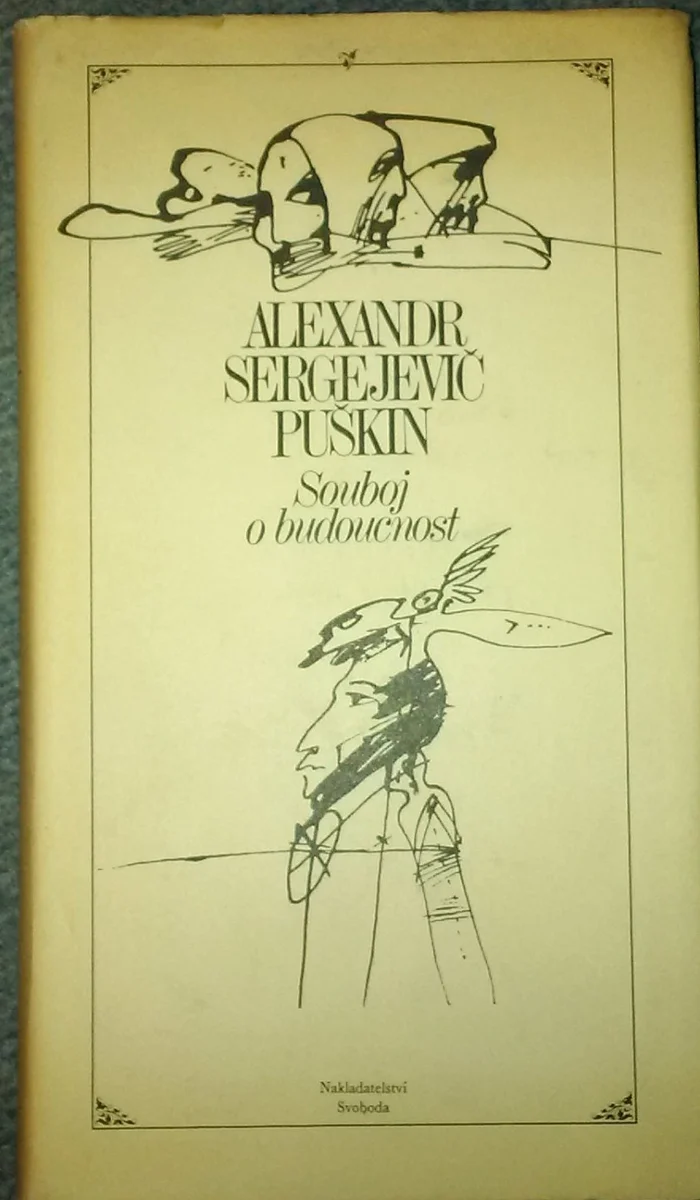 ALEXANDR
SERGEJEVIČ
PUŠKIN
Souboj
o budoucnost
Nakladatelství
Svoboda